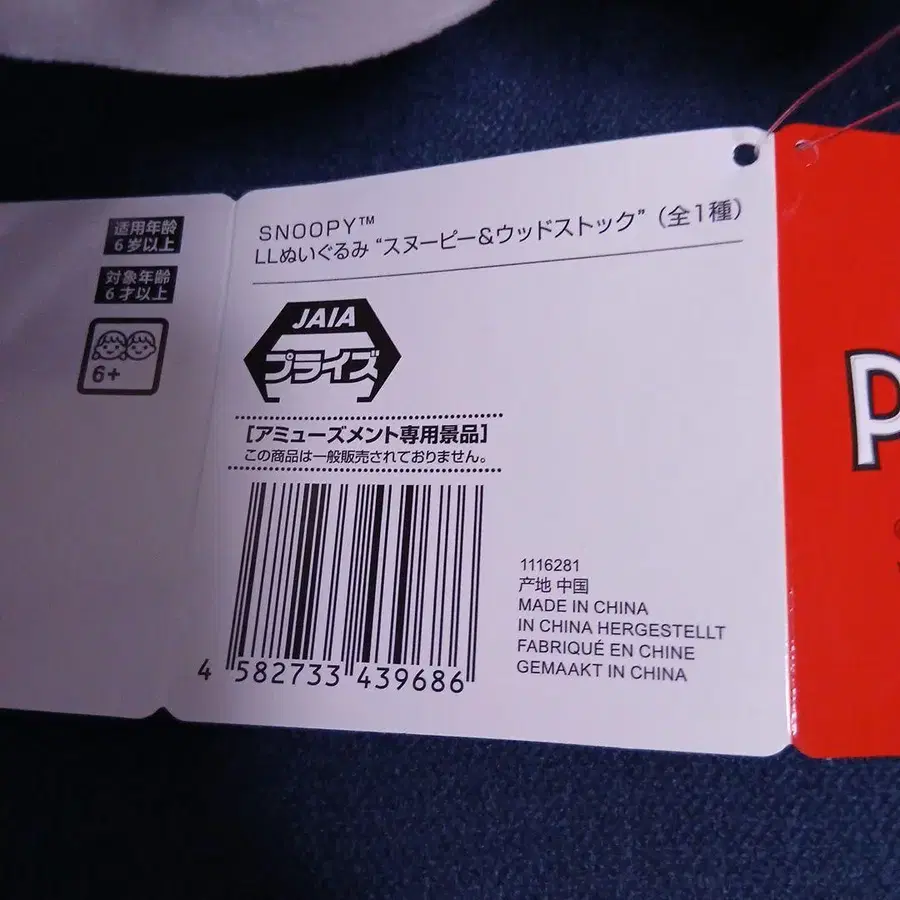 适用年龄
6岁以上
対象年齢
6才以上
6+
SNOOPY™
LLぬいぐるみ “スヌーピー&ウッドストック” (全1種)
JAIA
プライズ
[アミューズメント専用景品]
この商品は一般販売されておりません。
4 582733 439686
1116281
产地 中国
MADE IN CHINA
IN CHINA HERGESTELLT
FABRIQUÉ EN CHINE
GEMAAKT IN CHINA
P